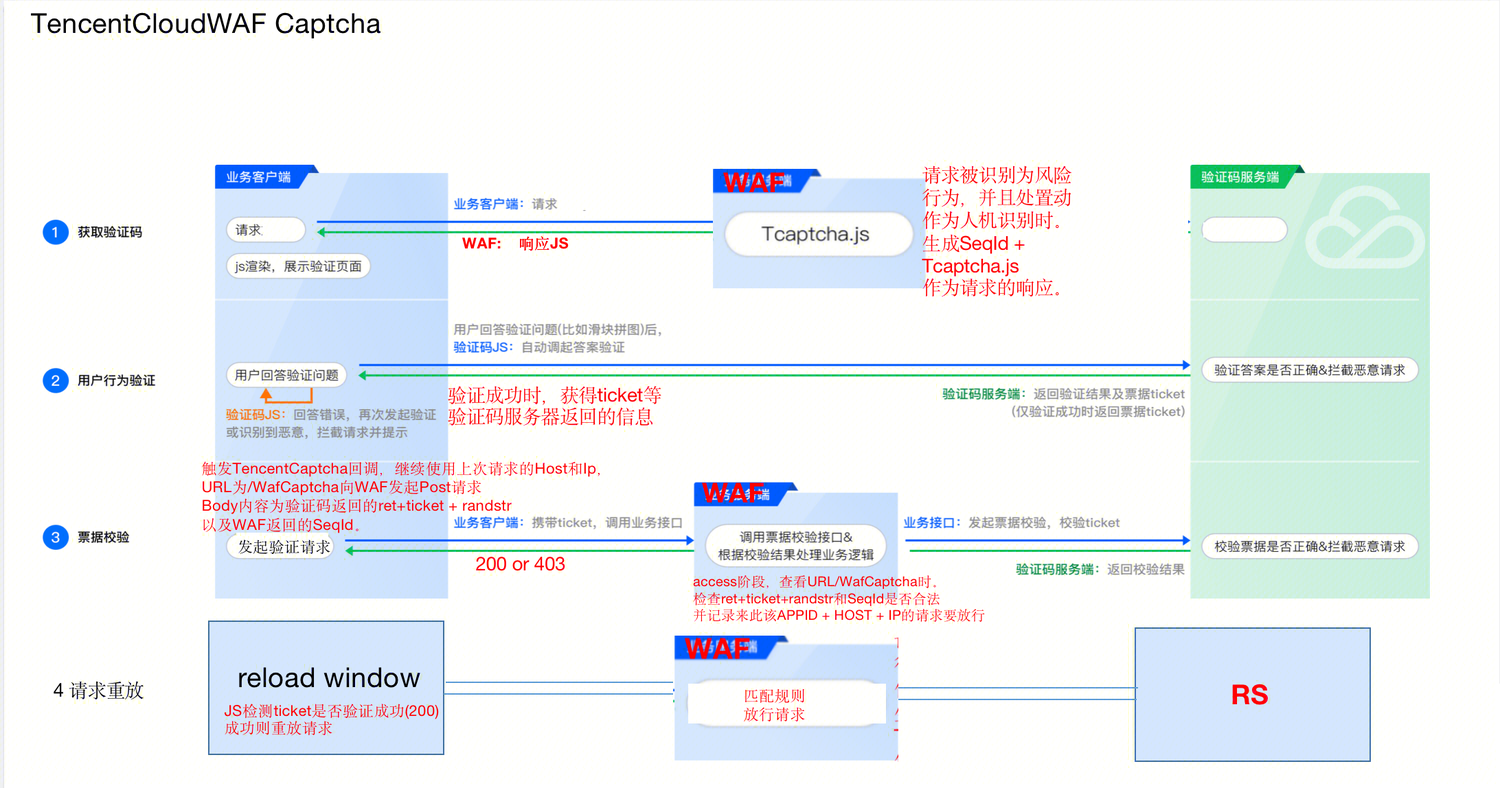 TencentCloudWAF Captcha
1
获取验证码
业务客户端
请求
js渲染，展示验证页面
业务客户端：请求
WAF： 响应JS
WAF
Tcaptcha.js
请求被识别为风险
行为，并且处置动
作为人机识别时。
生成SeqId +
Tcaptcha.js
作为请求的响应。
验证码服务端
2
用户行为验证
用户回答验证问题
验证码JS：回答错误，再次发起验证
或识别到恶意，拦截请求并提示
用户回答验证问题(比如滑块拼图)后，
验证码JS：自动调起答案验证
验证成功时，获得ticket等
验证码服务器返回的信息
验证码服务端：返回验证结果及票据ticket
(仅验证成功时返回票据ticket)
验证答案是否正确&拦截恶意请求
触发TencentCaptcha回调，继续使用上次请求的Host和Ip,
URL为/WafCaptcha向WAF发起Post请求
Body内容为验证码返回的ret+ticket + randstr
以及WAF返回的SeqId。
3
票据校验
发起验证请求
业务客户端：携带ticket，调用业务接口
200 or 403
WAF
调用票据校验接口&
根据校验结果处理业务逻辑
access阶段，查看URL/WafCaptcha时，
检查ret+ticket+randstr和SeqId是否合法
并记录来此该APPID + HOST + IP的请求要放行
业务接口：发起票据校验，校验ticket
验证码服务端：返回校验结果
校验票据是否正确&拦截恶意请求
4 请求重放
reload window
JS检测ticket是否验证成功(200)
成功则重放请求
WAF
匹配规则
放行请求
RS